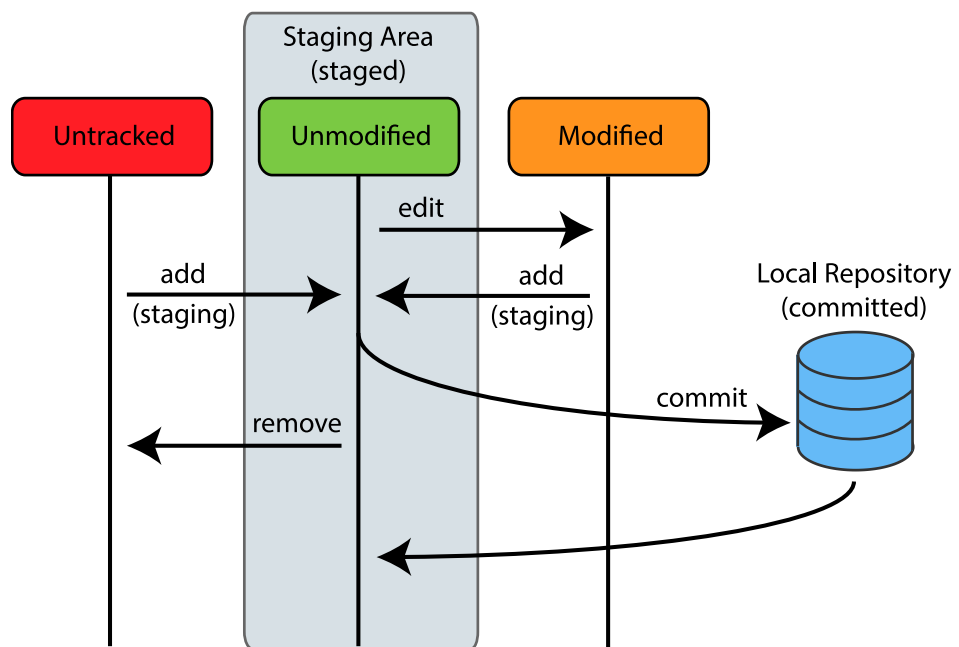 Staging Area
(staged)
Untracked
Unmodified
Modified
edit
add
(staging)
add
(staging)
Local Repository
(committed)
commit
remove